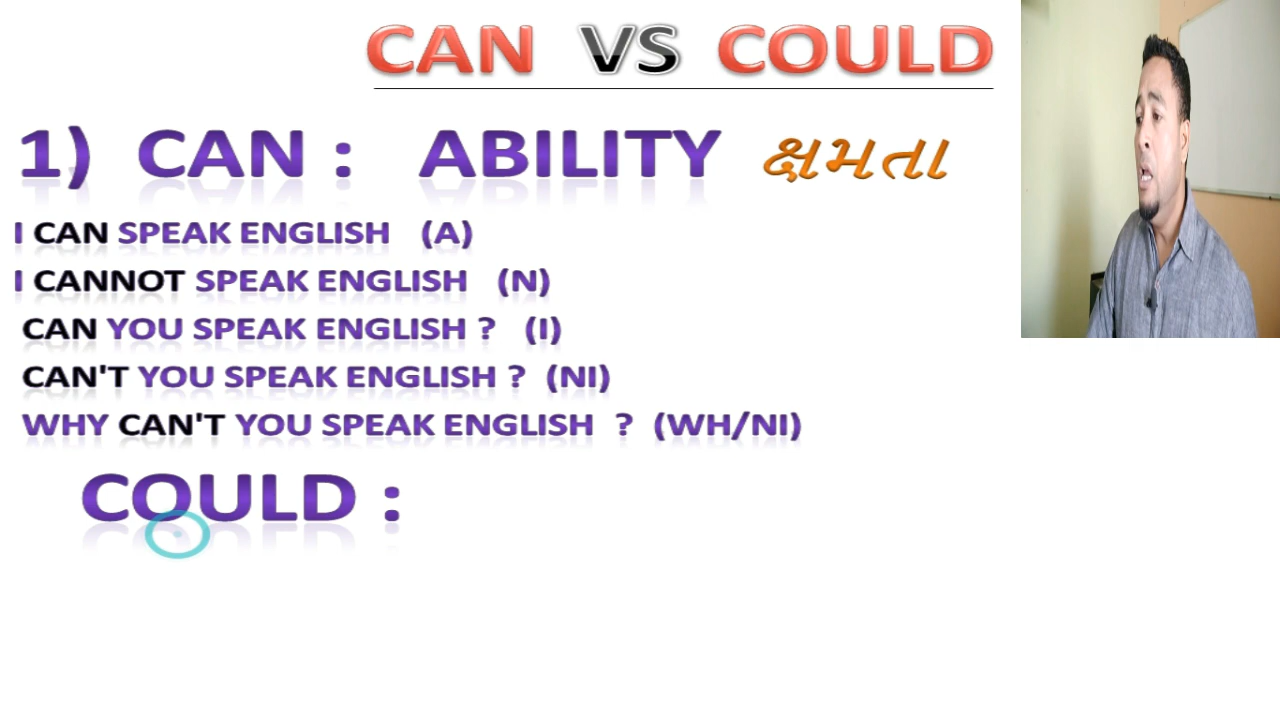 CAN VS COULD
1) CAN : ABILITY ક્ષમતા
I CAN SPEAK ENGLISH (A)
I CANNOT SPEAK ENGLISH (N)
CAN YOU SPEAK ENGLISH ? (I)
CAN'T YOU SPEAK ENGLISH ? (NI)
WHY CAN'T YOU SPEAK ENGLISH ? (WH/NI)
COULD :